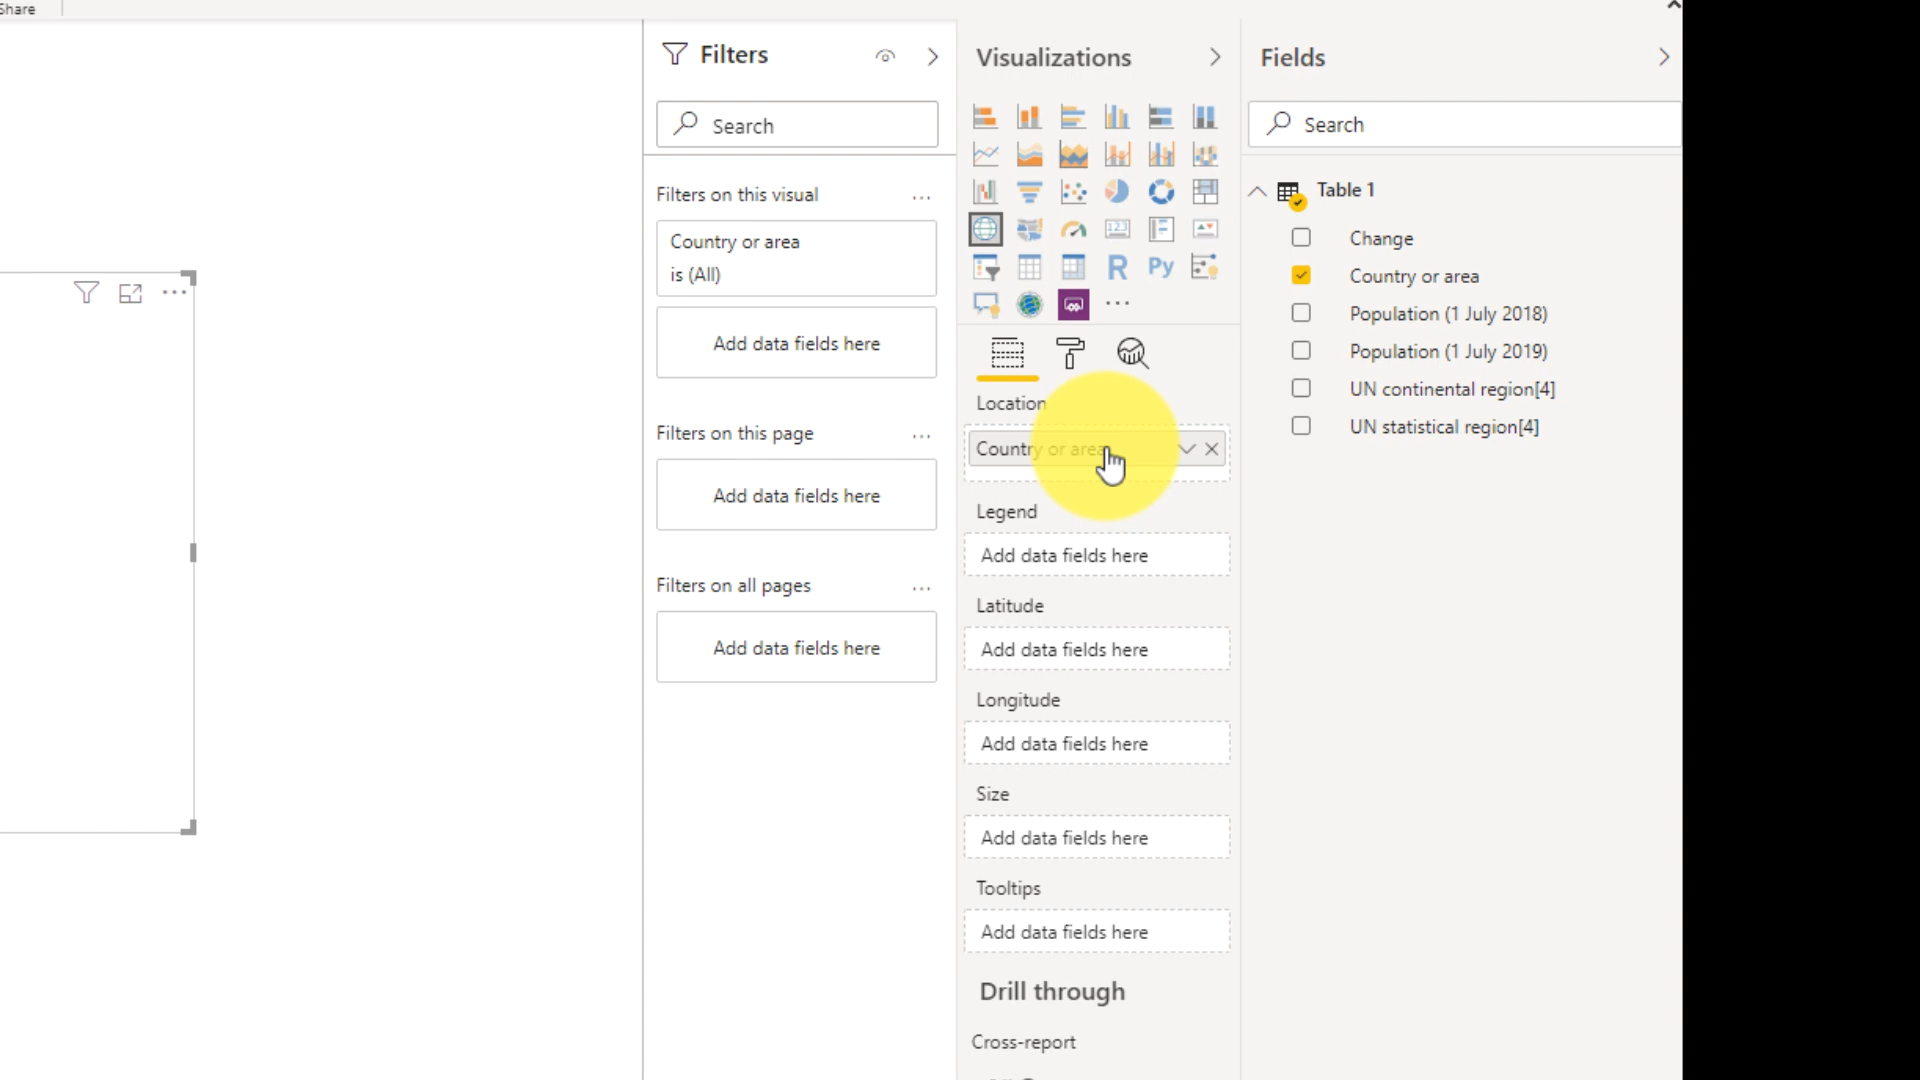 Share
Filters
Search
Filters on this visual
...
Country or area
is (All)
Add data fields here
Filters on this page
...
Add data fields here
Filters on all pages
...
Add data fields here
Visualizations
123
R
Py
...
Location
Country or area
Legend
Add data fields here
Latitude
Add data fields here
Longitude
Add data fields here
Size
Add data fields here
Tooltips
Add data fields here
Drill through
Cross-report
Fields
Search
Table 1
Change
Country or area
Population (1 July 2018)
Population (1 July 2019)
UN continental region[4]
UN statistical region[4]